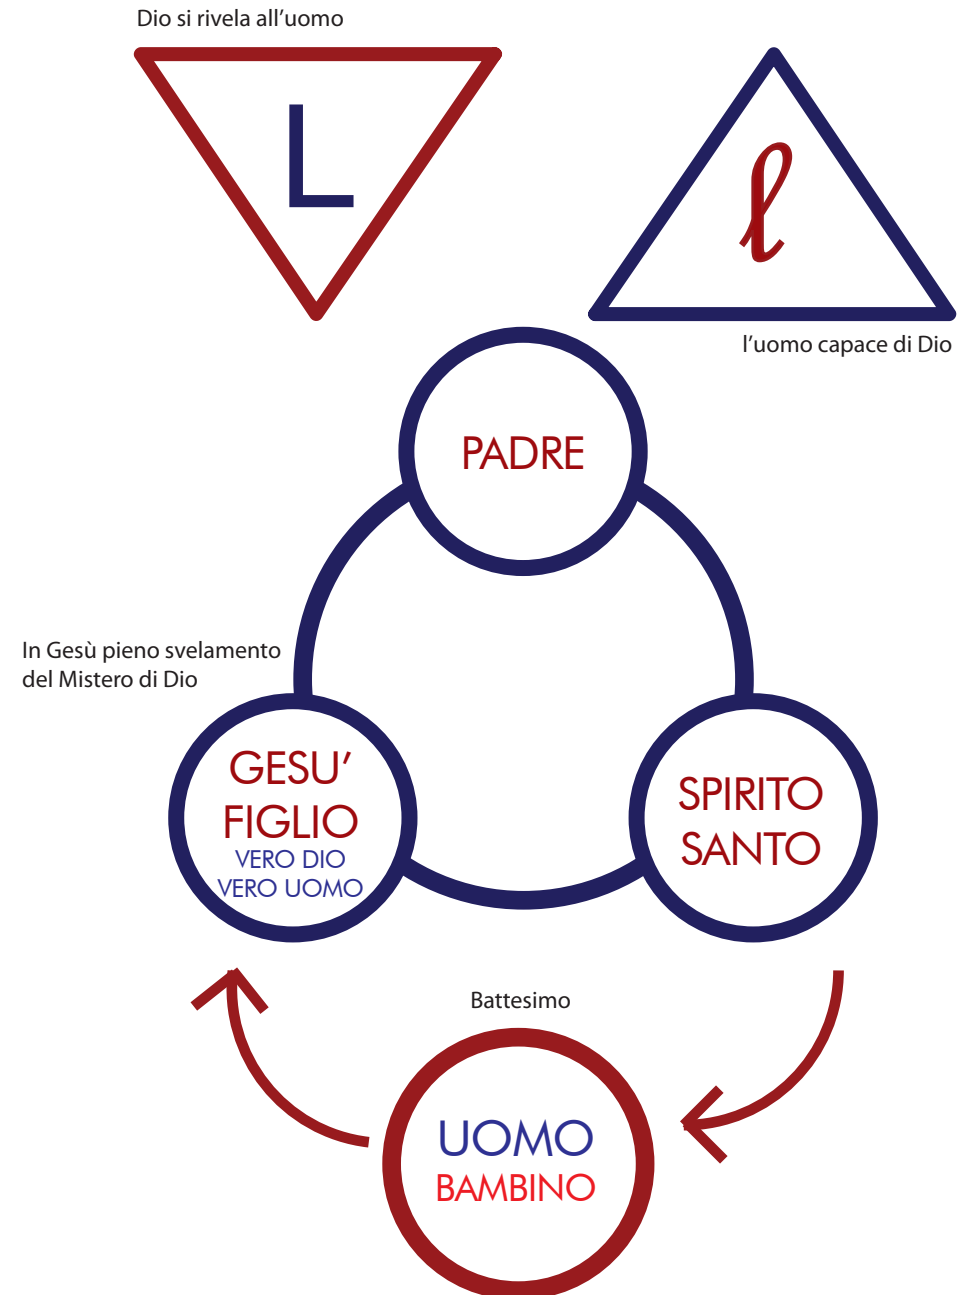 Dio si rivela all'uomo
L
ℓ
l'uomo capace di Dio
PADRE
In Gesù pieno svelamento
del Mistero di Dio
GESU'
FIGLIO
VERO DIO
VERO UOMO
SPIRITO
SANTO
Battesimo
UOMO
BAMBINO